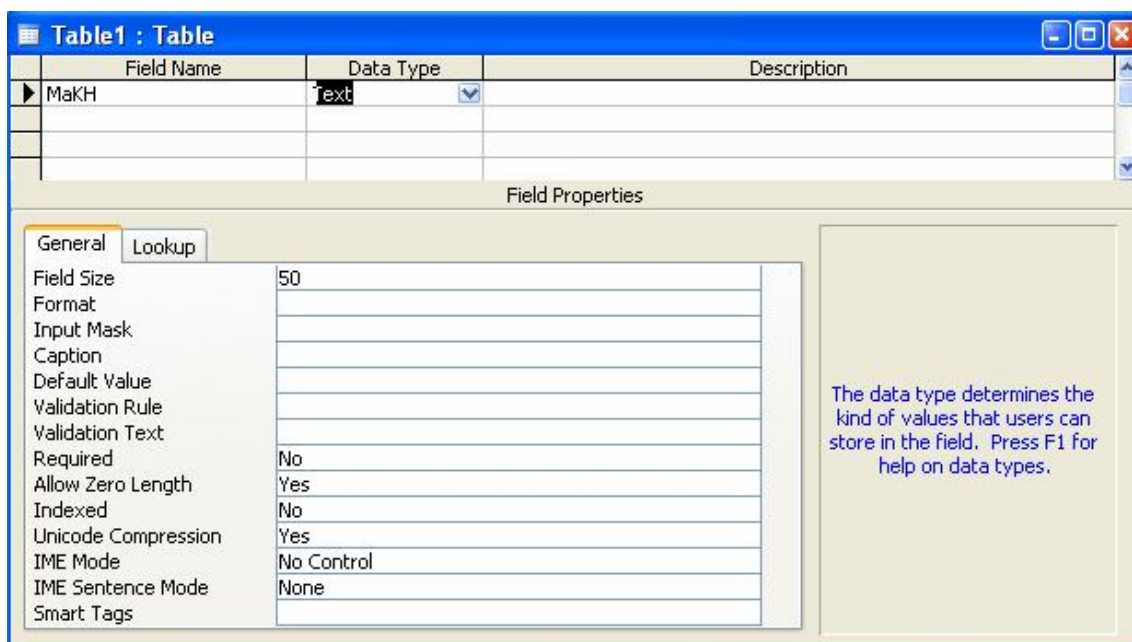 Table1 : Table
Field Name Data Type Description
MaKH Text
Field Properties
General Lookup
Field Size 50
Format
Input Mask
Caption
Default Value
Validation Rule
Validation Text
Required No
Allow Zero Length Yes
Indexed No
Unicode Compression Yes
IME Mode No Control
IME Sentence Mode None
Smart Tags
The data type determines the
kind of values that users can
store in the field. Press F1 for
help on data types.